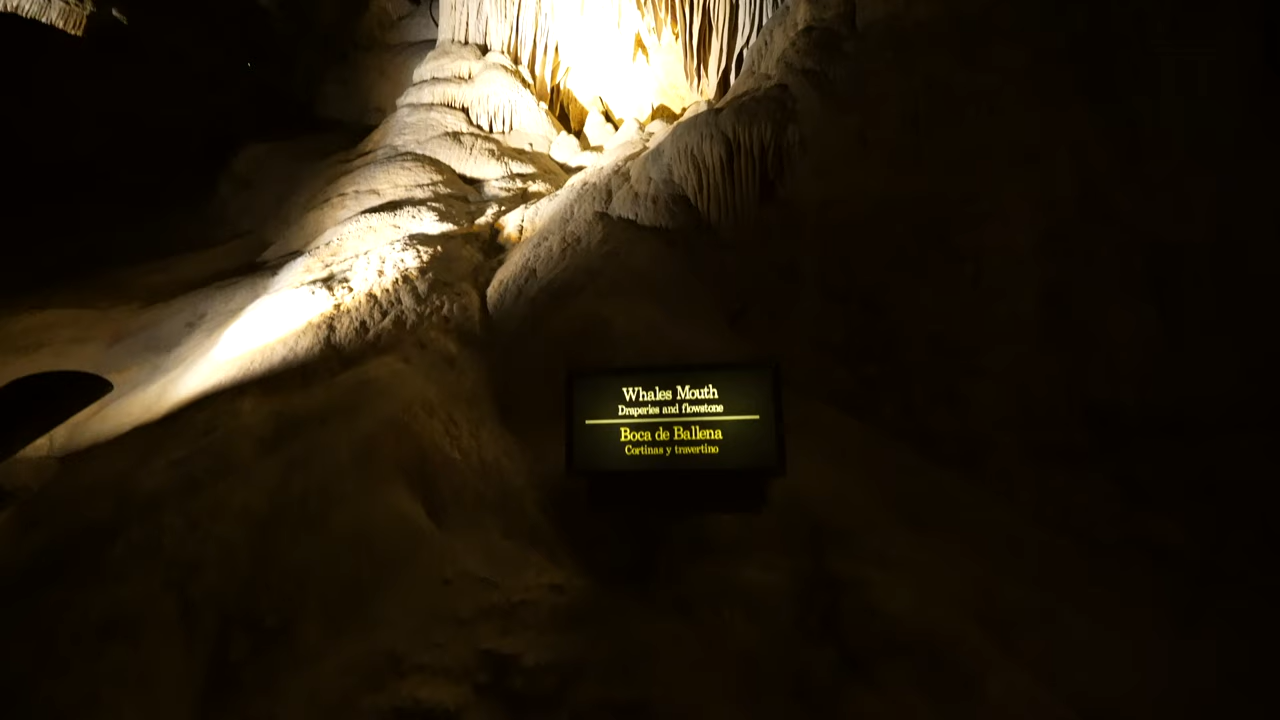 Whales Mouth
Draperies and flowstone
Boca de Ballena
Cortinas y travertino